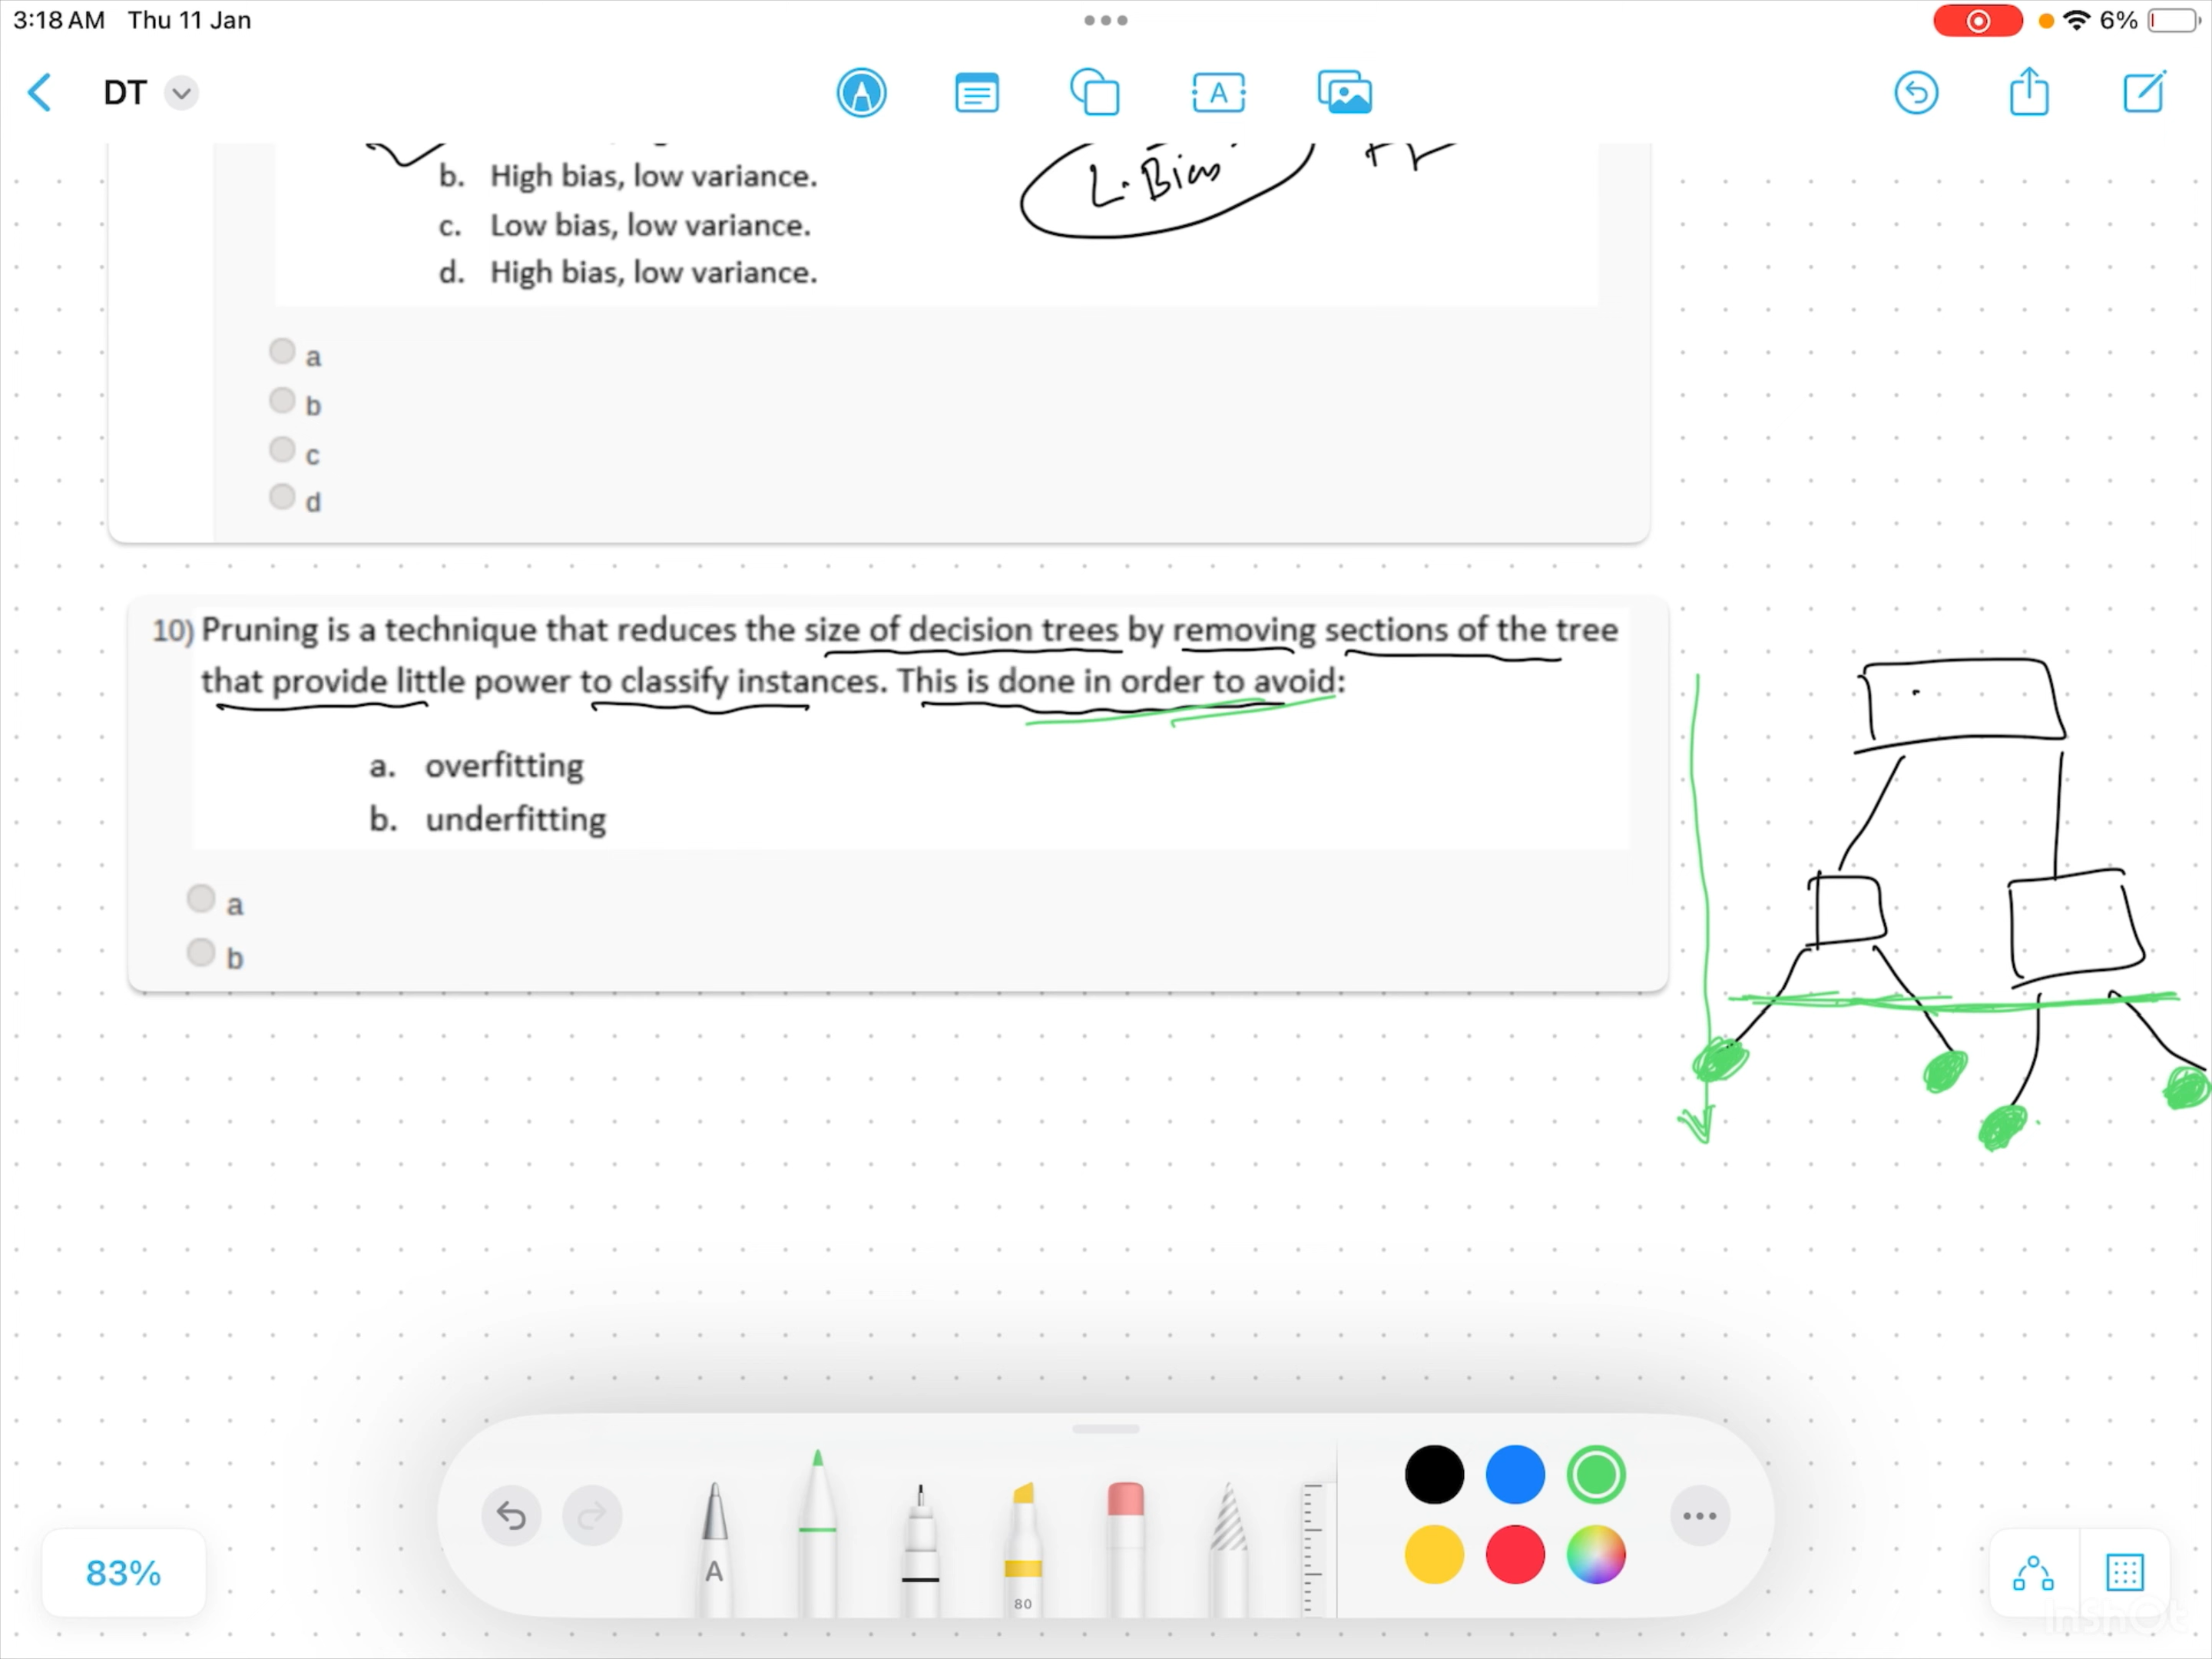 3:18 AM Thu 11 Jan
6%
DT
A
b. High bias, low variance.
L. Bias
c. Low bias, low variance.
d. High bias, low variance.
a
b
c
d
10) Pruning is a technique that reduces the size of decision trees by removing sections of the tree
that provide little power to classify instances. This is done in order to avoid:
a. overfitting
b. underfitting
a
b
A
80
83%
InShOt